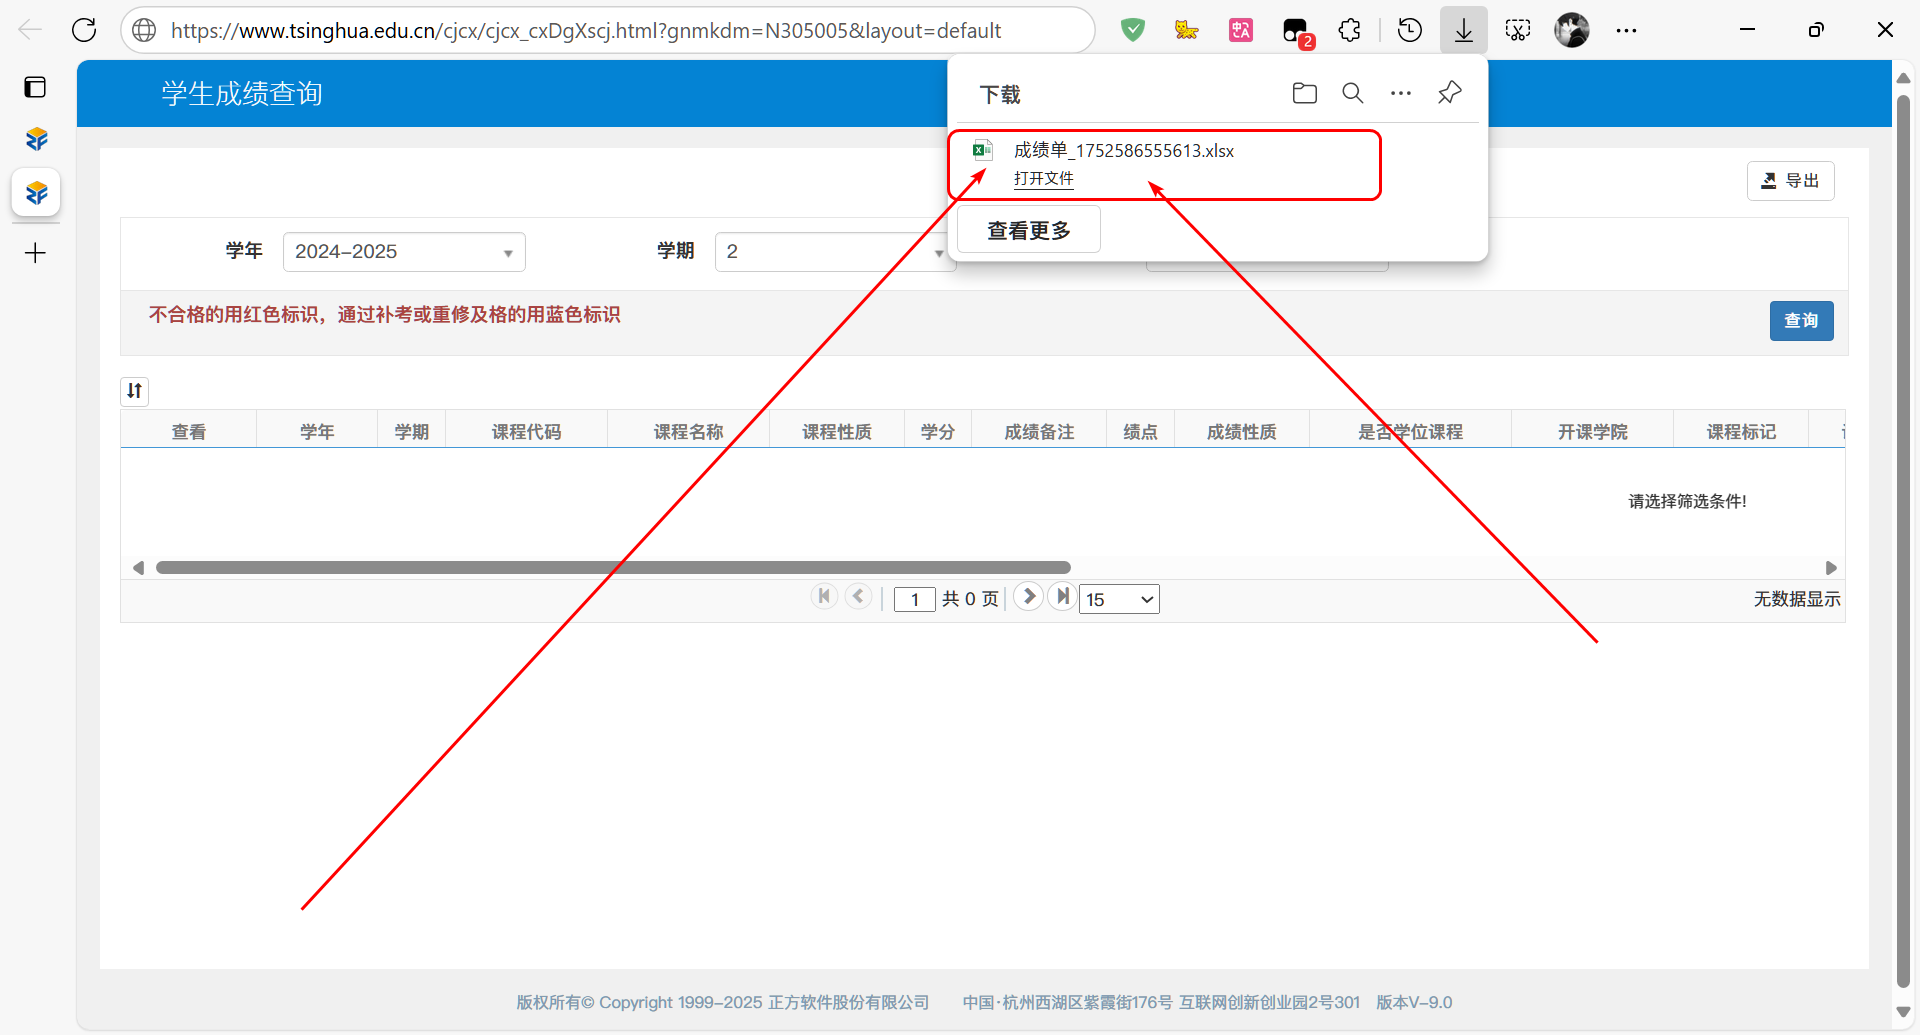 https://www.tsinghua.edu.cn/cjcx/cjcx_cxDgXscj.html?gnmkdm=N305005&layout=default
中A
2
学生成绩查询
下载
成绩单_1752586555613.xlsx
打开文件
查看更多
导出
学年
2024-2025
学期
2
不合格的用红色标识，通过补考或重修及格的用蓝色标识
查询
查看
学年
学期
课程代码
课程名称
课程性质
学分
成绩备注
绩点
成绩性质
是否学位课程
开课学院
课程标记
请选择筛选条件!
1 共 0 页
15
无数据显示
版权所有© Copyright 1999-2025 正方软件股份有限公司 中国·杭州西湖区紫霞街176号 互联网创新创业园2号301 版本V-9.0